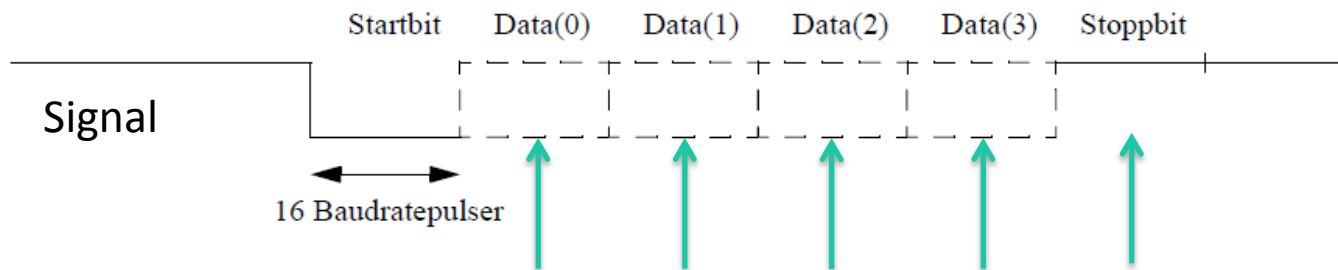 Startbit Data(0) Data(1) Data(2) Data(3) Stoppbit
Signal
16 Baudratepulser